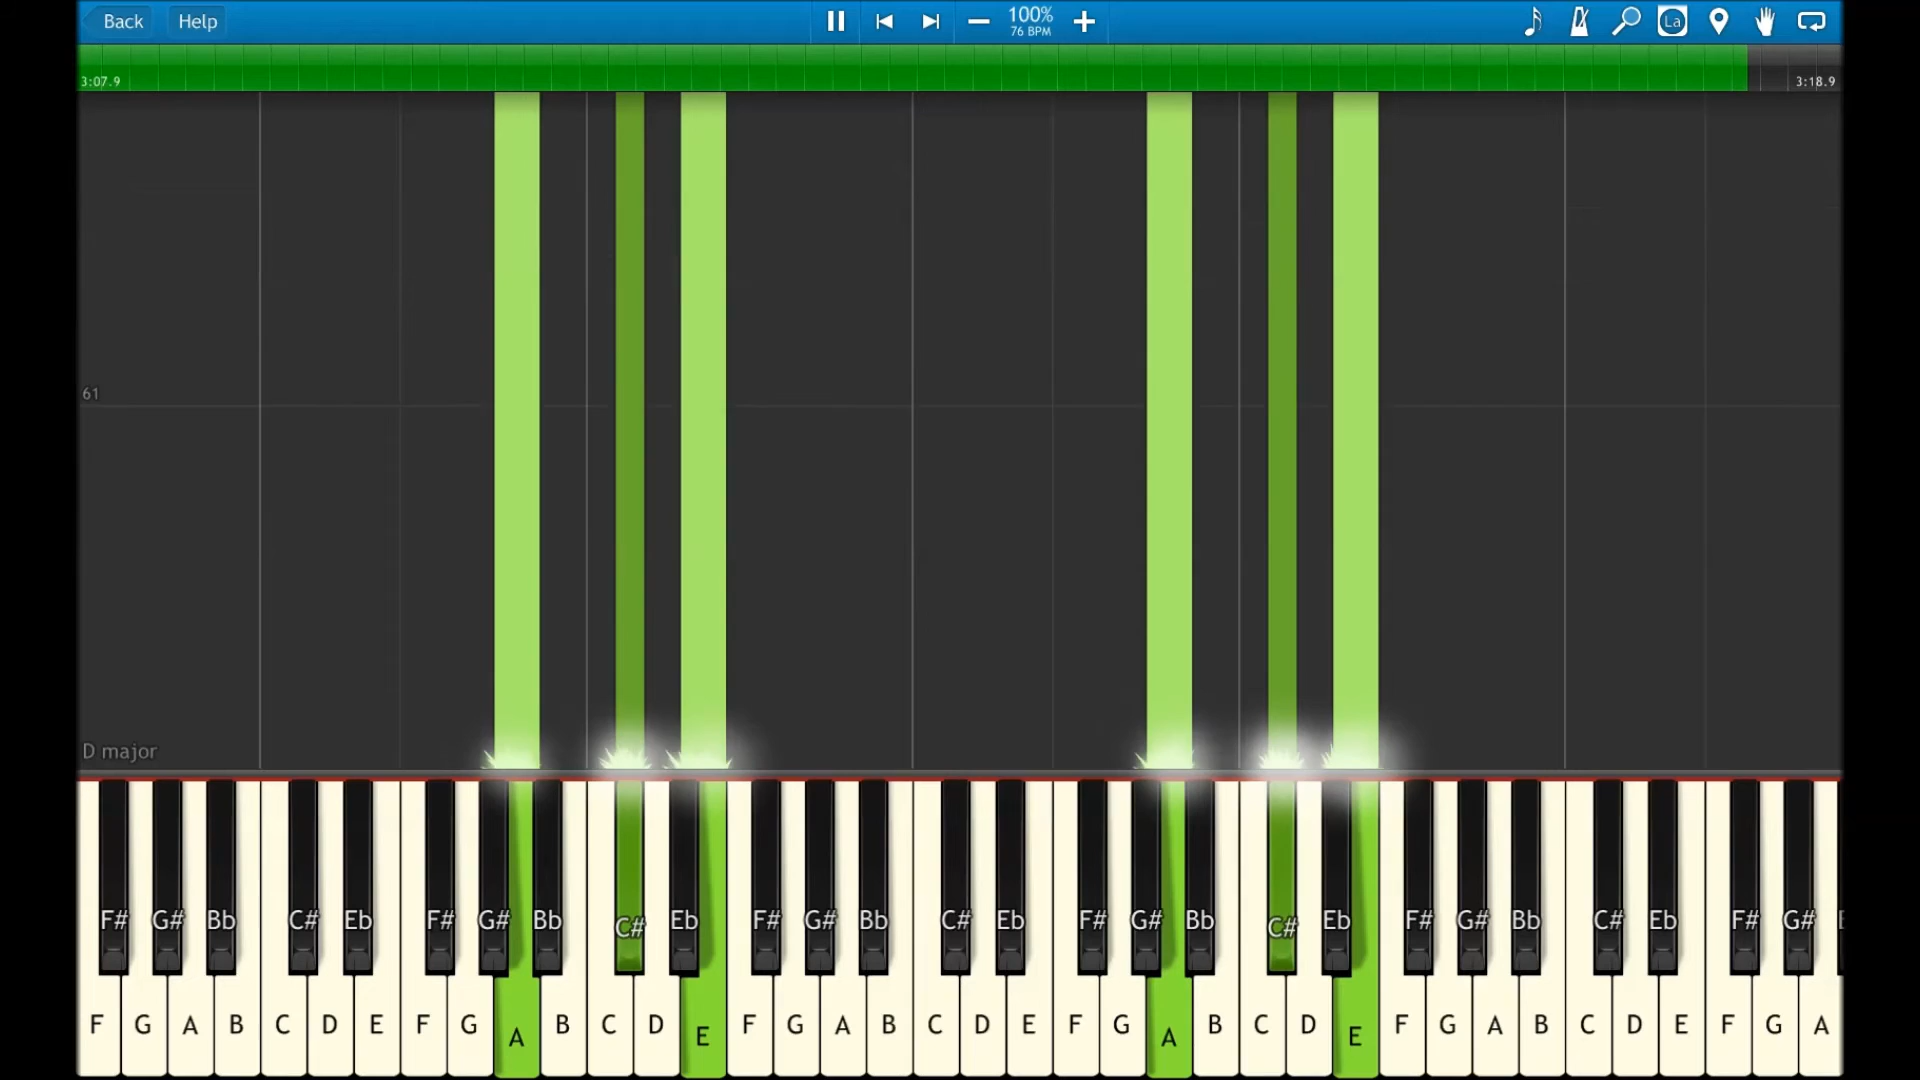 Back Help 100% La
76 BPM
3:07.9 3:18.9
61
D major
F# G# Bb C# Eb F# G# Bb C# Eb F# G# Bb C# Eb F# G# Bb C# Eb F# G# Bb C# Eb F# G#
F G A B C D E F G A B C D E F G A B C D E F G A B C D E F G A B C D E F G A